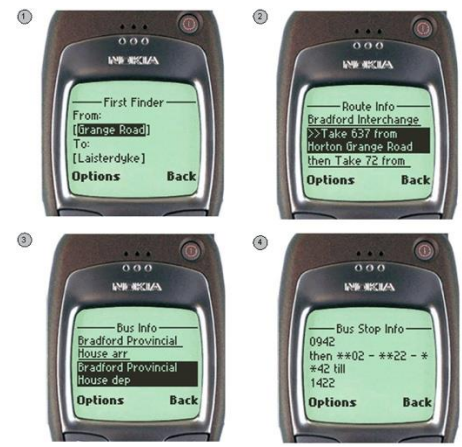 1
NOKIA
First Finder
From:
[Grange Road]
To:
[Laisterdyke]
Options Back
2
NOKIA
Route Info
Bradford Interchange
>>Take 637 from
Horton Grange Road
then Take 72 from
Options Back
3
NOKIA
Bus Info
Bradford Provincial
House arr
Bradford Provincial
House dep
Options Back
4
NOKIA
Bus Stop Info
0942
then **02 - **22 - *
*42 till
1422
Options Back